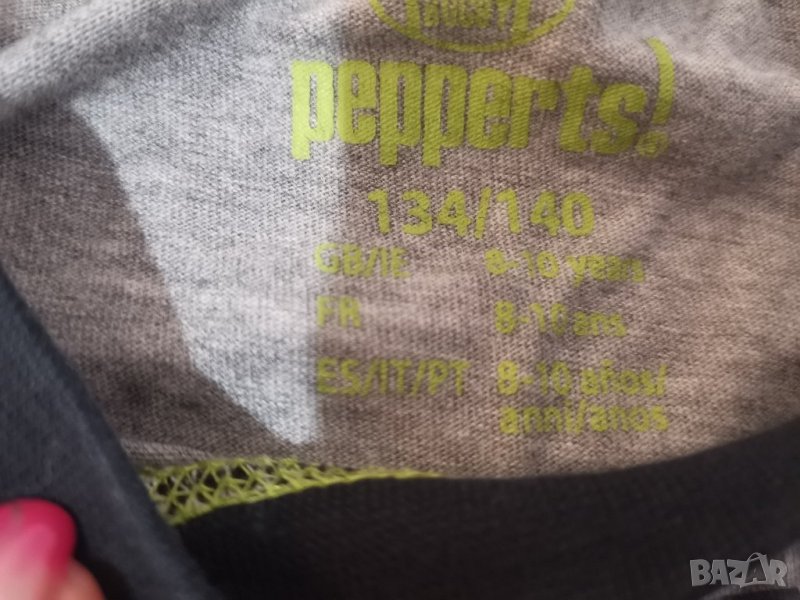 pepperts!
134/140
GB/IE 8-10 years
FR 8-10 ans
ES/IT/PT 8-10 años/
anni/anos
BAZAR